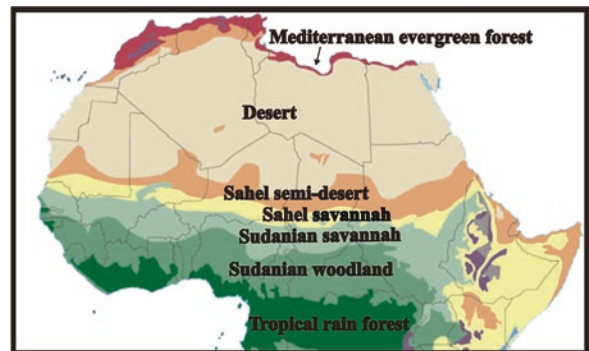 Mediterranean evergreen forest
Desert
Sahel semi-desert
Sahel savannah
Sudanian savannah
Sudanian woodland
Tropical rain forest